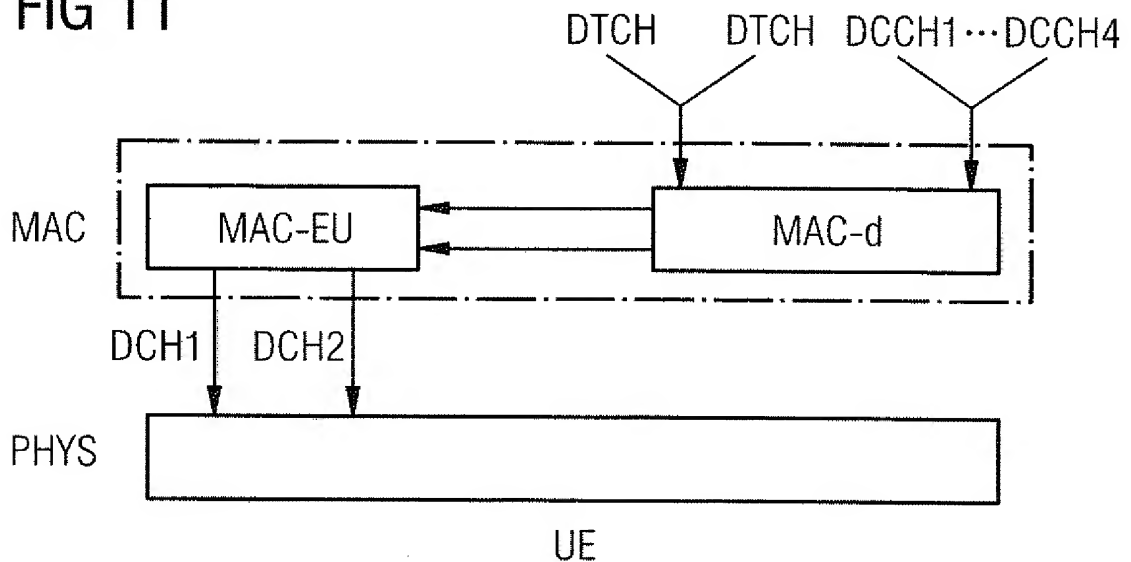 FIG 11
DTCH DTCH DCCH1···DCCH4
MAC MAC-EU MAC-d
DCH1 DCH2
PHYS
UE